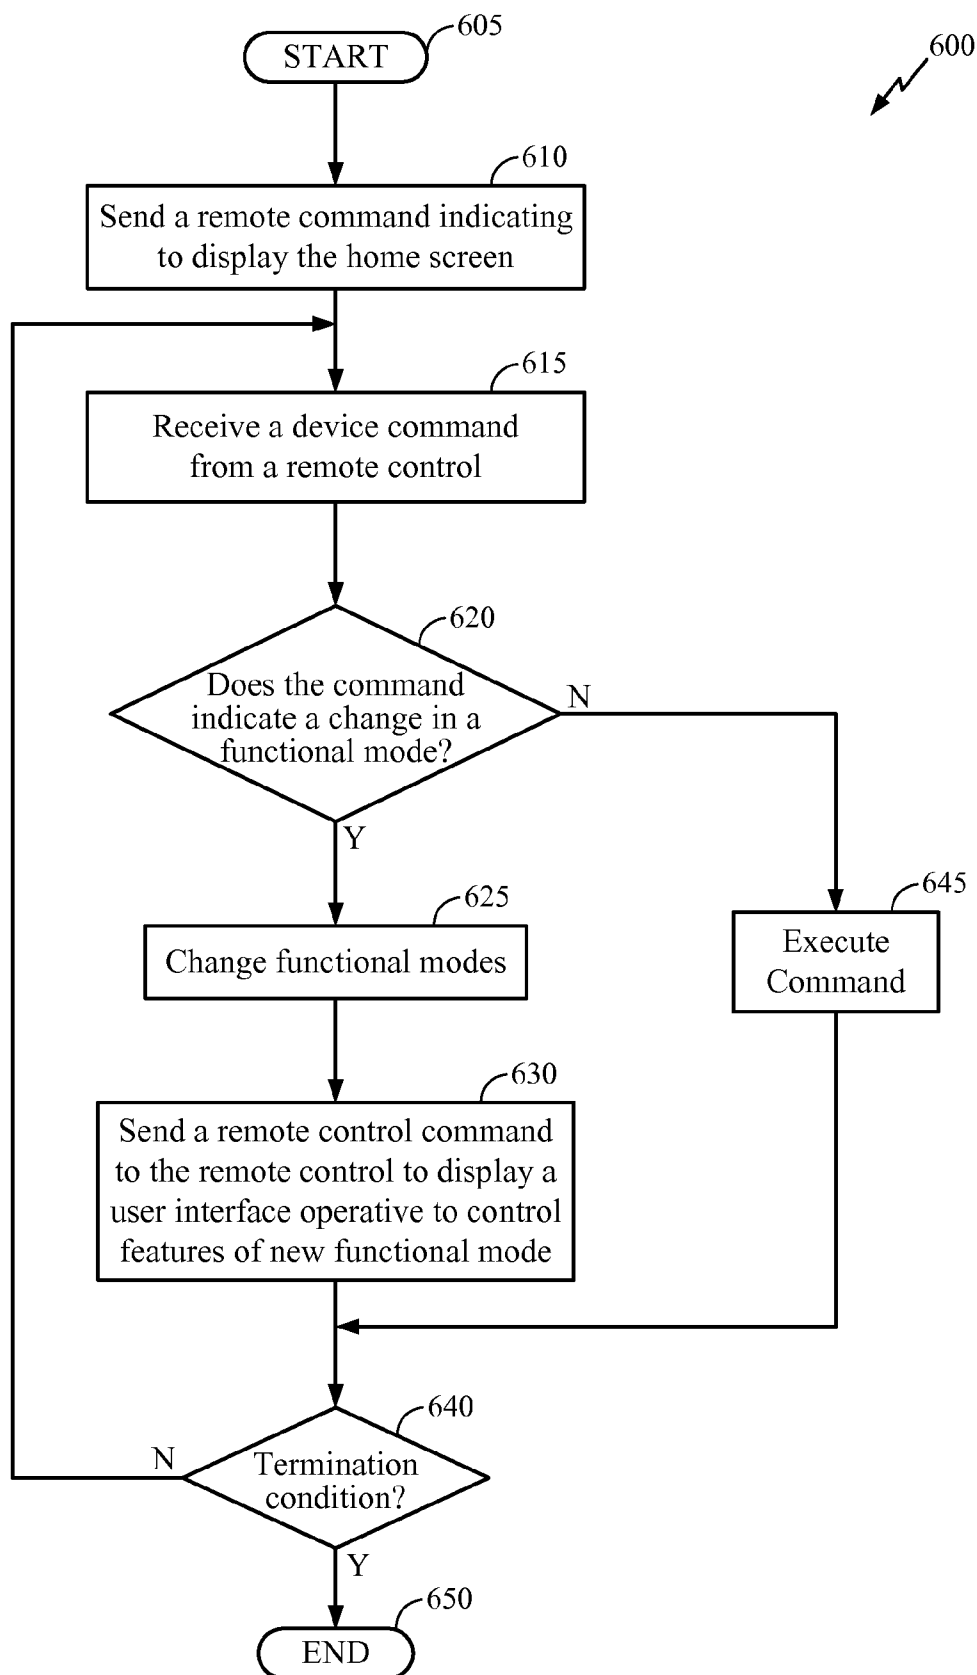 605
START
600
610
Send a remote command indicating
to display the home screen
615
Receive a device command
from a remote control
620
Does the command
indicate a change in a
functional mode?
N
Y
625
Change functional modes
645
Execute
Command
630
Send a remote control command
to the remote control to display a
user interface operative to control
features of new functional mode
640
Termination
condition?
N
Y
650
END